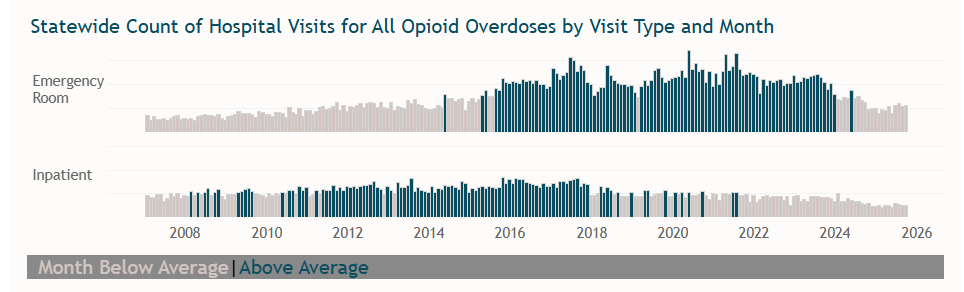 Statewide Count of Hospital Visits for All Opioid Overdoses by Visit Type and Month
Emergency
Room
Inpatient
2008 2010 2012 2014 2016 2018 2020 2022 2024 2026
Month Below Average|Above Average